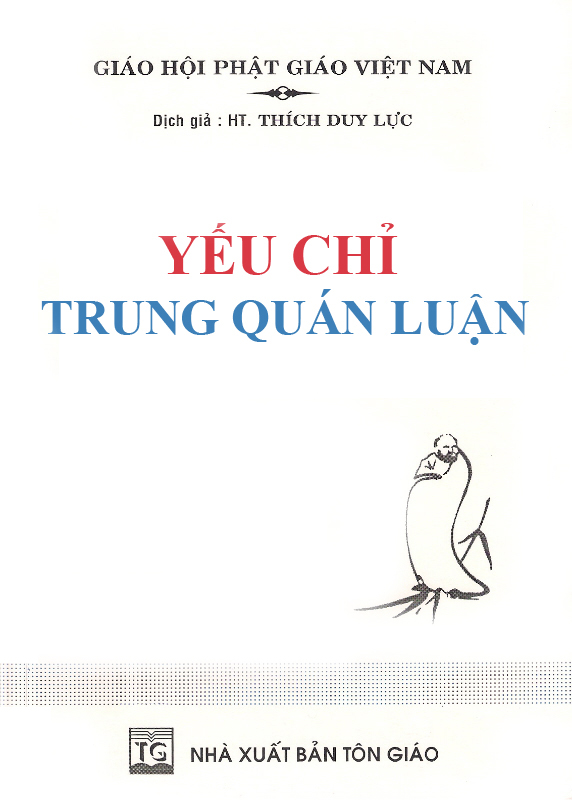 GIÁO HỘI PHẬT GIÁO VIỆT NAM
Dịch giả : HT. THÍCH DUY LỰC
YẾU CHỈ
TRUNG QUÁN LUẬN
TG
NHÀ XUẤT BẢN TÔN GIÁO